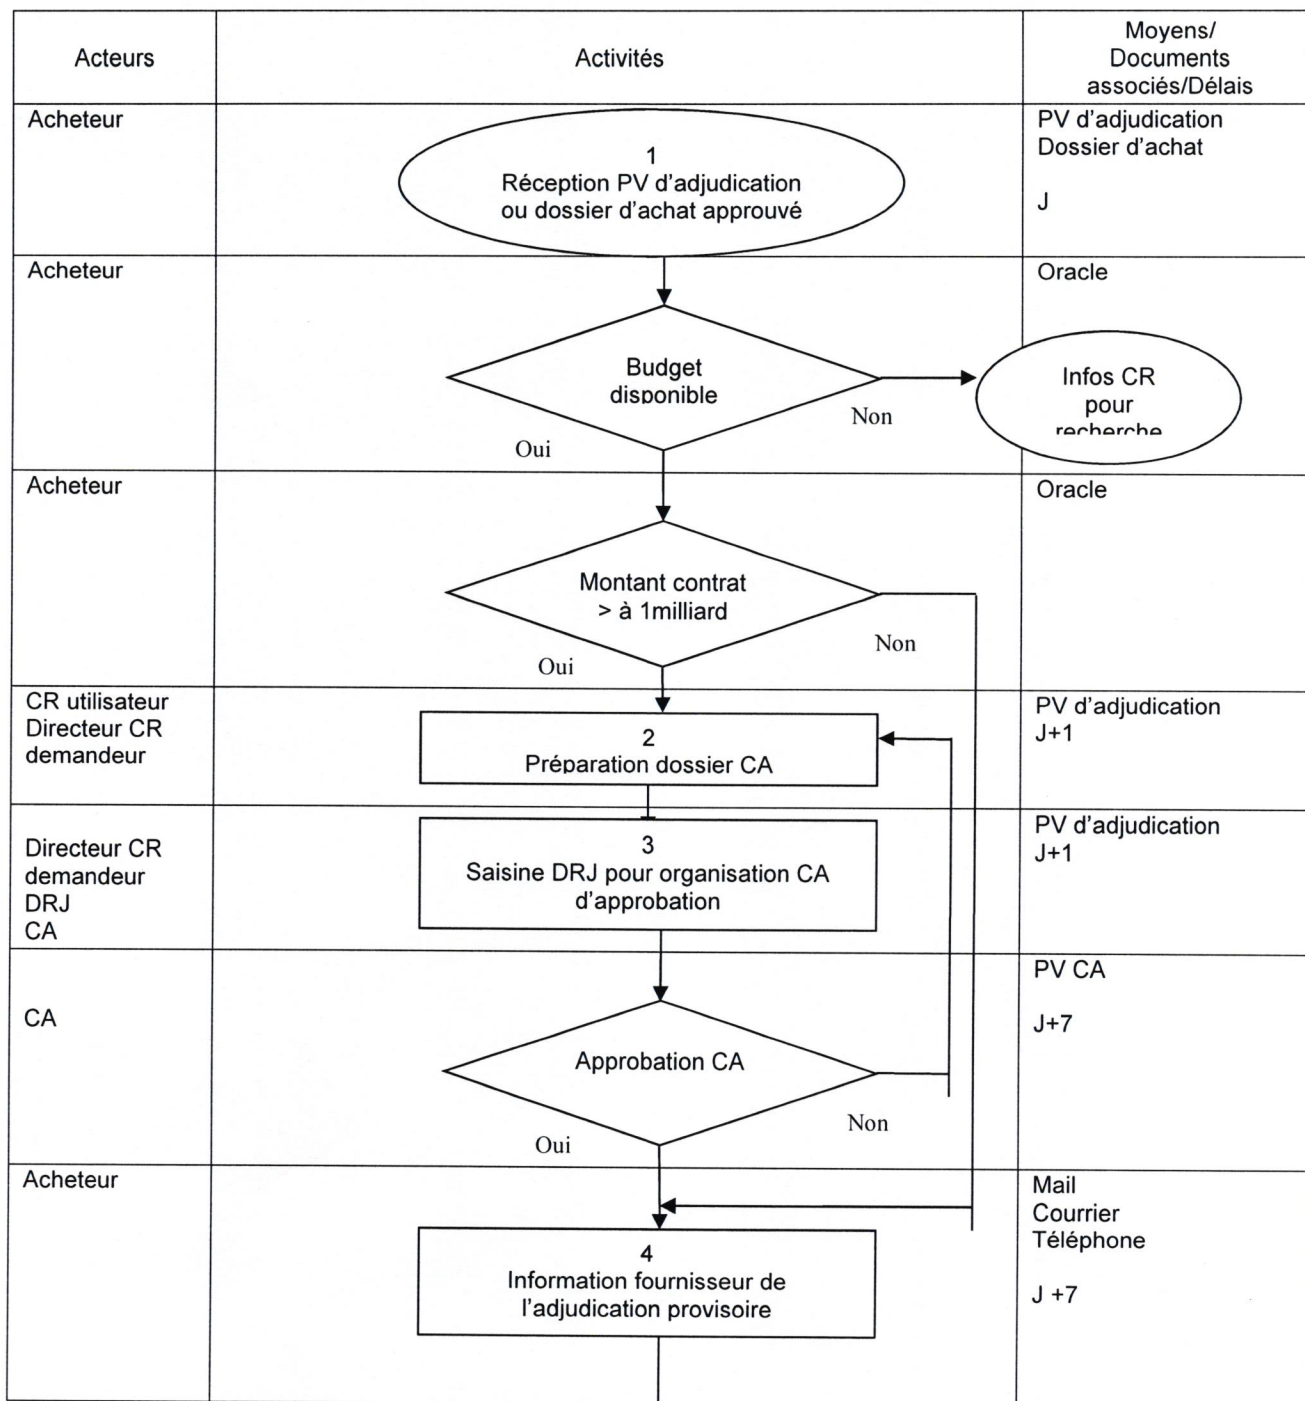 Acteurs
Activités
Moyens/
Documents
associés/Délais
Acheteur
1
Réception PV d'adjudication
ou dossier d'achat approuvé
PV d'adjudication
Dossier d'achat
J
Acheteur
Budget
disponible
Non
Oui
Oracle
Infos CR
pour
recherche
Acheteur
Montant contrat
> à 1milliard
Non
Oui
Oracle
CR utilisateur
Directeur CR
demandeur
2
Préparation dossier CA
PV d'adjudication
J+1
Directeur CR
demandeur
DRJ
CA
3
Saisine DRJ pour organisation CA
d'approbation
PV d'adjudication
J+1
CA
Approbation CA
Non
Oui
PV CA
J+7
Acheteur
4
Information fournisseur de
l'adjudication provisoire
Mail
Courrier
Téléphone
J +7